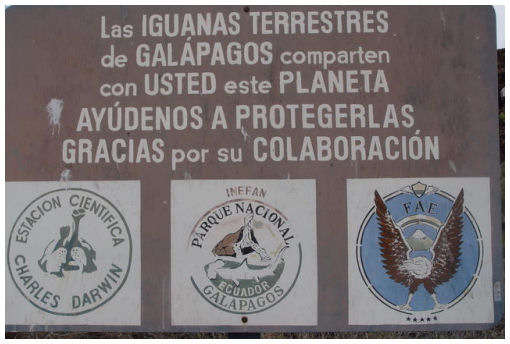 Las IGUANAS TERRESTRES
de GALÁPAGOS comparten
con USTED este PLANETA
AYÚDENOS A PROTEGERLAS
GRACIAS por su COLABORACIÓN
ESTACION CIENTIFICA
CHARLES DARWIN
INEFAN
PARQUE NACIONAL
ECUADOR
GALÁPAGOS
FAE